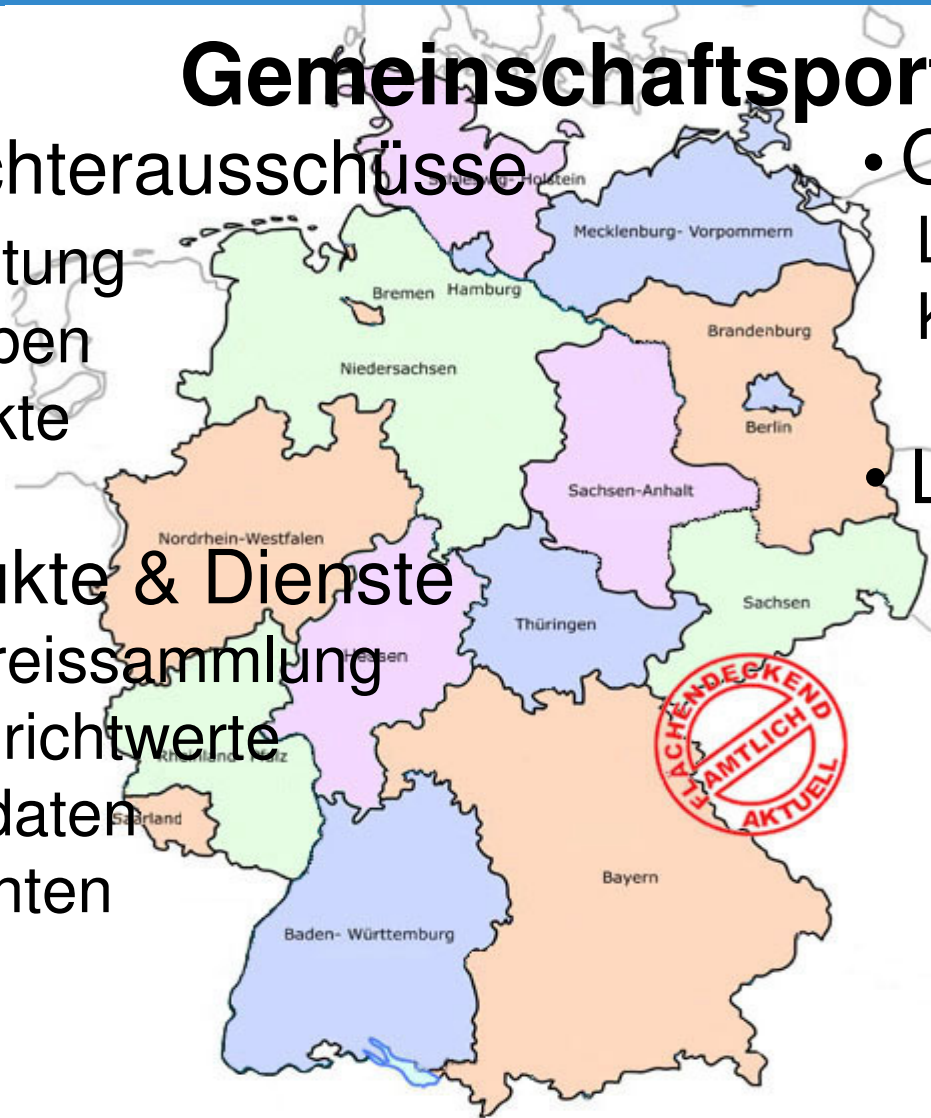 Gemeinschaftspor
chterausschüsse
tung
ben
kte
ukte & Dienste
reissammlung
richtwerte
daten
nten
• G
L
K
• L
Schleswig- Holstein
Mecklenburg- Vorpommern
Bremen
Hamburg
Brandenburg
Niedersachsen
Berlin
Sachsen-Anhalt
Nordrhein-Westfalen
Sachsen
Thüringen
Hessen
Rheinland- Pfalz
Saarland
Bayern
Baden- Württemburg
FLÄCHENDECKEND
AMTLICH
AKTUELL